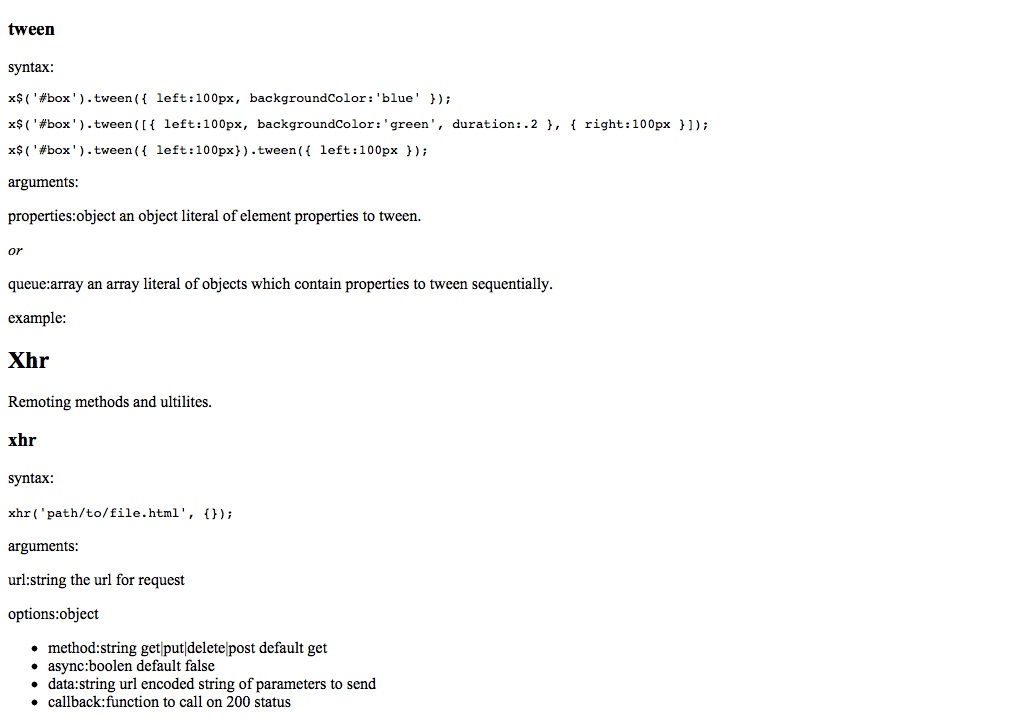 tween
syntax:
x$('#box').tween({ left:100px, backgroundColor:'blue' });
x$('#box').tween([{ left:100px, backgroundColor:'green', duration:.2 }, { right:100px }]);
x$('#box').tween({ left:100px}).tween({ left:100px });
arguments:
properties:object an object literal of element properties to tween.
or
queue:array an array literal of objects which contain properties to tween sequentially.
example:
Xhr
Remoting methods and ultilites.
xhr
syntax:
xhr('path/to/file.html', {});
arguments:
url:string the url for request
options:object
• method:string get|put|delete|post default get
• async:boolen default false
• data:string url encoded string of parameters to send
• callback:function to call on 200 status